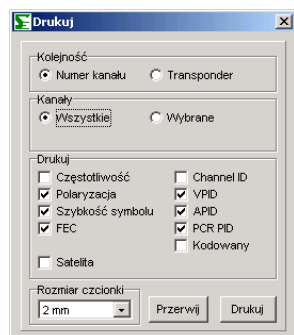 Drukuj
Kolejność
Numer kanału Transponder
Kanały
Wszystkie Wybrane
Drukuj
Częstotliwość Channel ID
Polaryzacja VPID
Szybkość symbolu APID
FEC PCR PID
Kodowany
Satelita
Rozmiar czcionki
2 mm Przerwij Drukuj